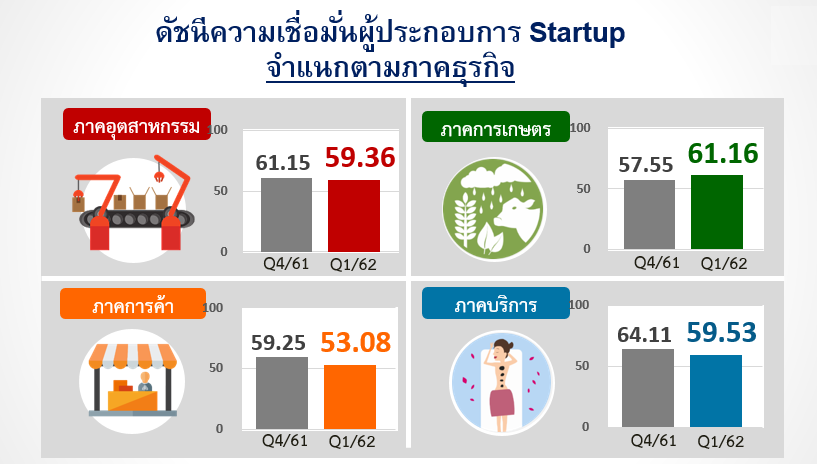 ดัชนีความเชื่อมั่นผู้ประกอบการ Startup
จำแนกตามภาคธุรกิจ
ภาคอุตสาหกรรม
100
50
0
61.15
59.36
Q4/61
Q1/62
ภาคการเกษตร
100
50
0
57.55
61.16
Q4/61
Q1/62
ภาคการค้า
100
50
0
59.25
53.08
Q4/61
Q1/62
ภาคบริการ
100
50
0
64.11
59.53
Q4/61
Q1/62